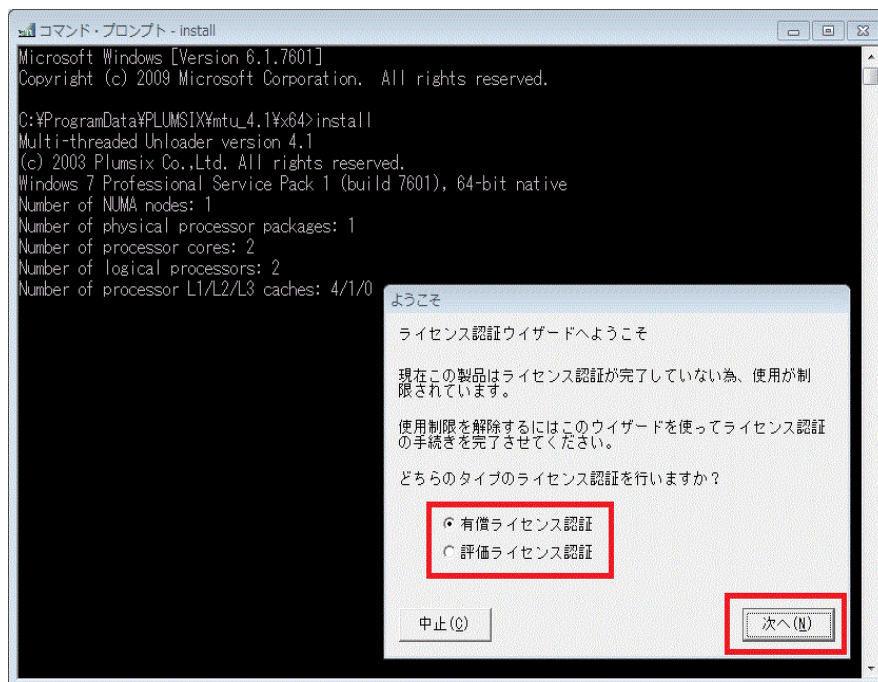 コマンド・プロンプト - install
Microsoft Windows [Version 6.1.7601]
Copyright (c) 2009 Microsoft Corporation.  All rights reserved.
C:¥ProgramData¥PLUMSIX¥mtu_4.1¥x64>install
Multi-threaded Unloader version 4.1
(c) 2003 Plumsix Co.,Ltd. All rights reserved.
Windows 7 Professional Service Pack 1 (build 7601), 64-bit native
Number of NUMA nodes: 1
Number of physical processor packages: 1
Number of processor cores: 2
Number of logical processors: 2
Number of processor L1/L2/L3 caches: 4/1/0
ようこそ
ライセンス認証ウィザードへようこそ
現在この製品はライセンス認証が完了していない為、使用が制
限されています。
使用制限を解除するにはこのウィザードを使ってライセンス認証
の手続きを完了させてください。
どちらのタイプのライセンス認証を行いますか?
有償ライセンス認証
評価ライセンス認証
中止(C)
次へ(N)